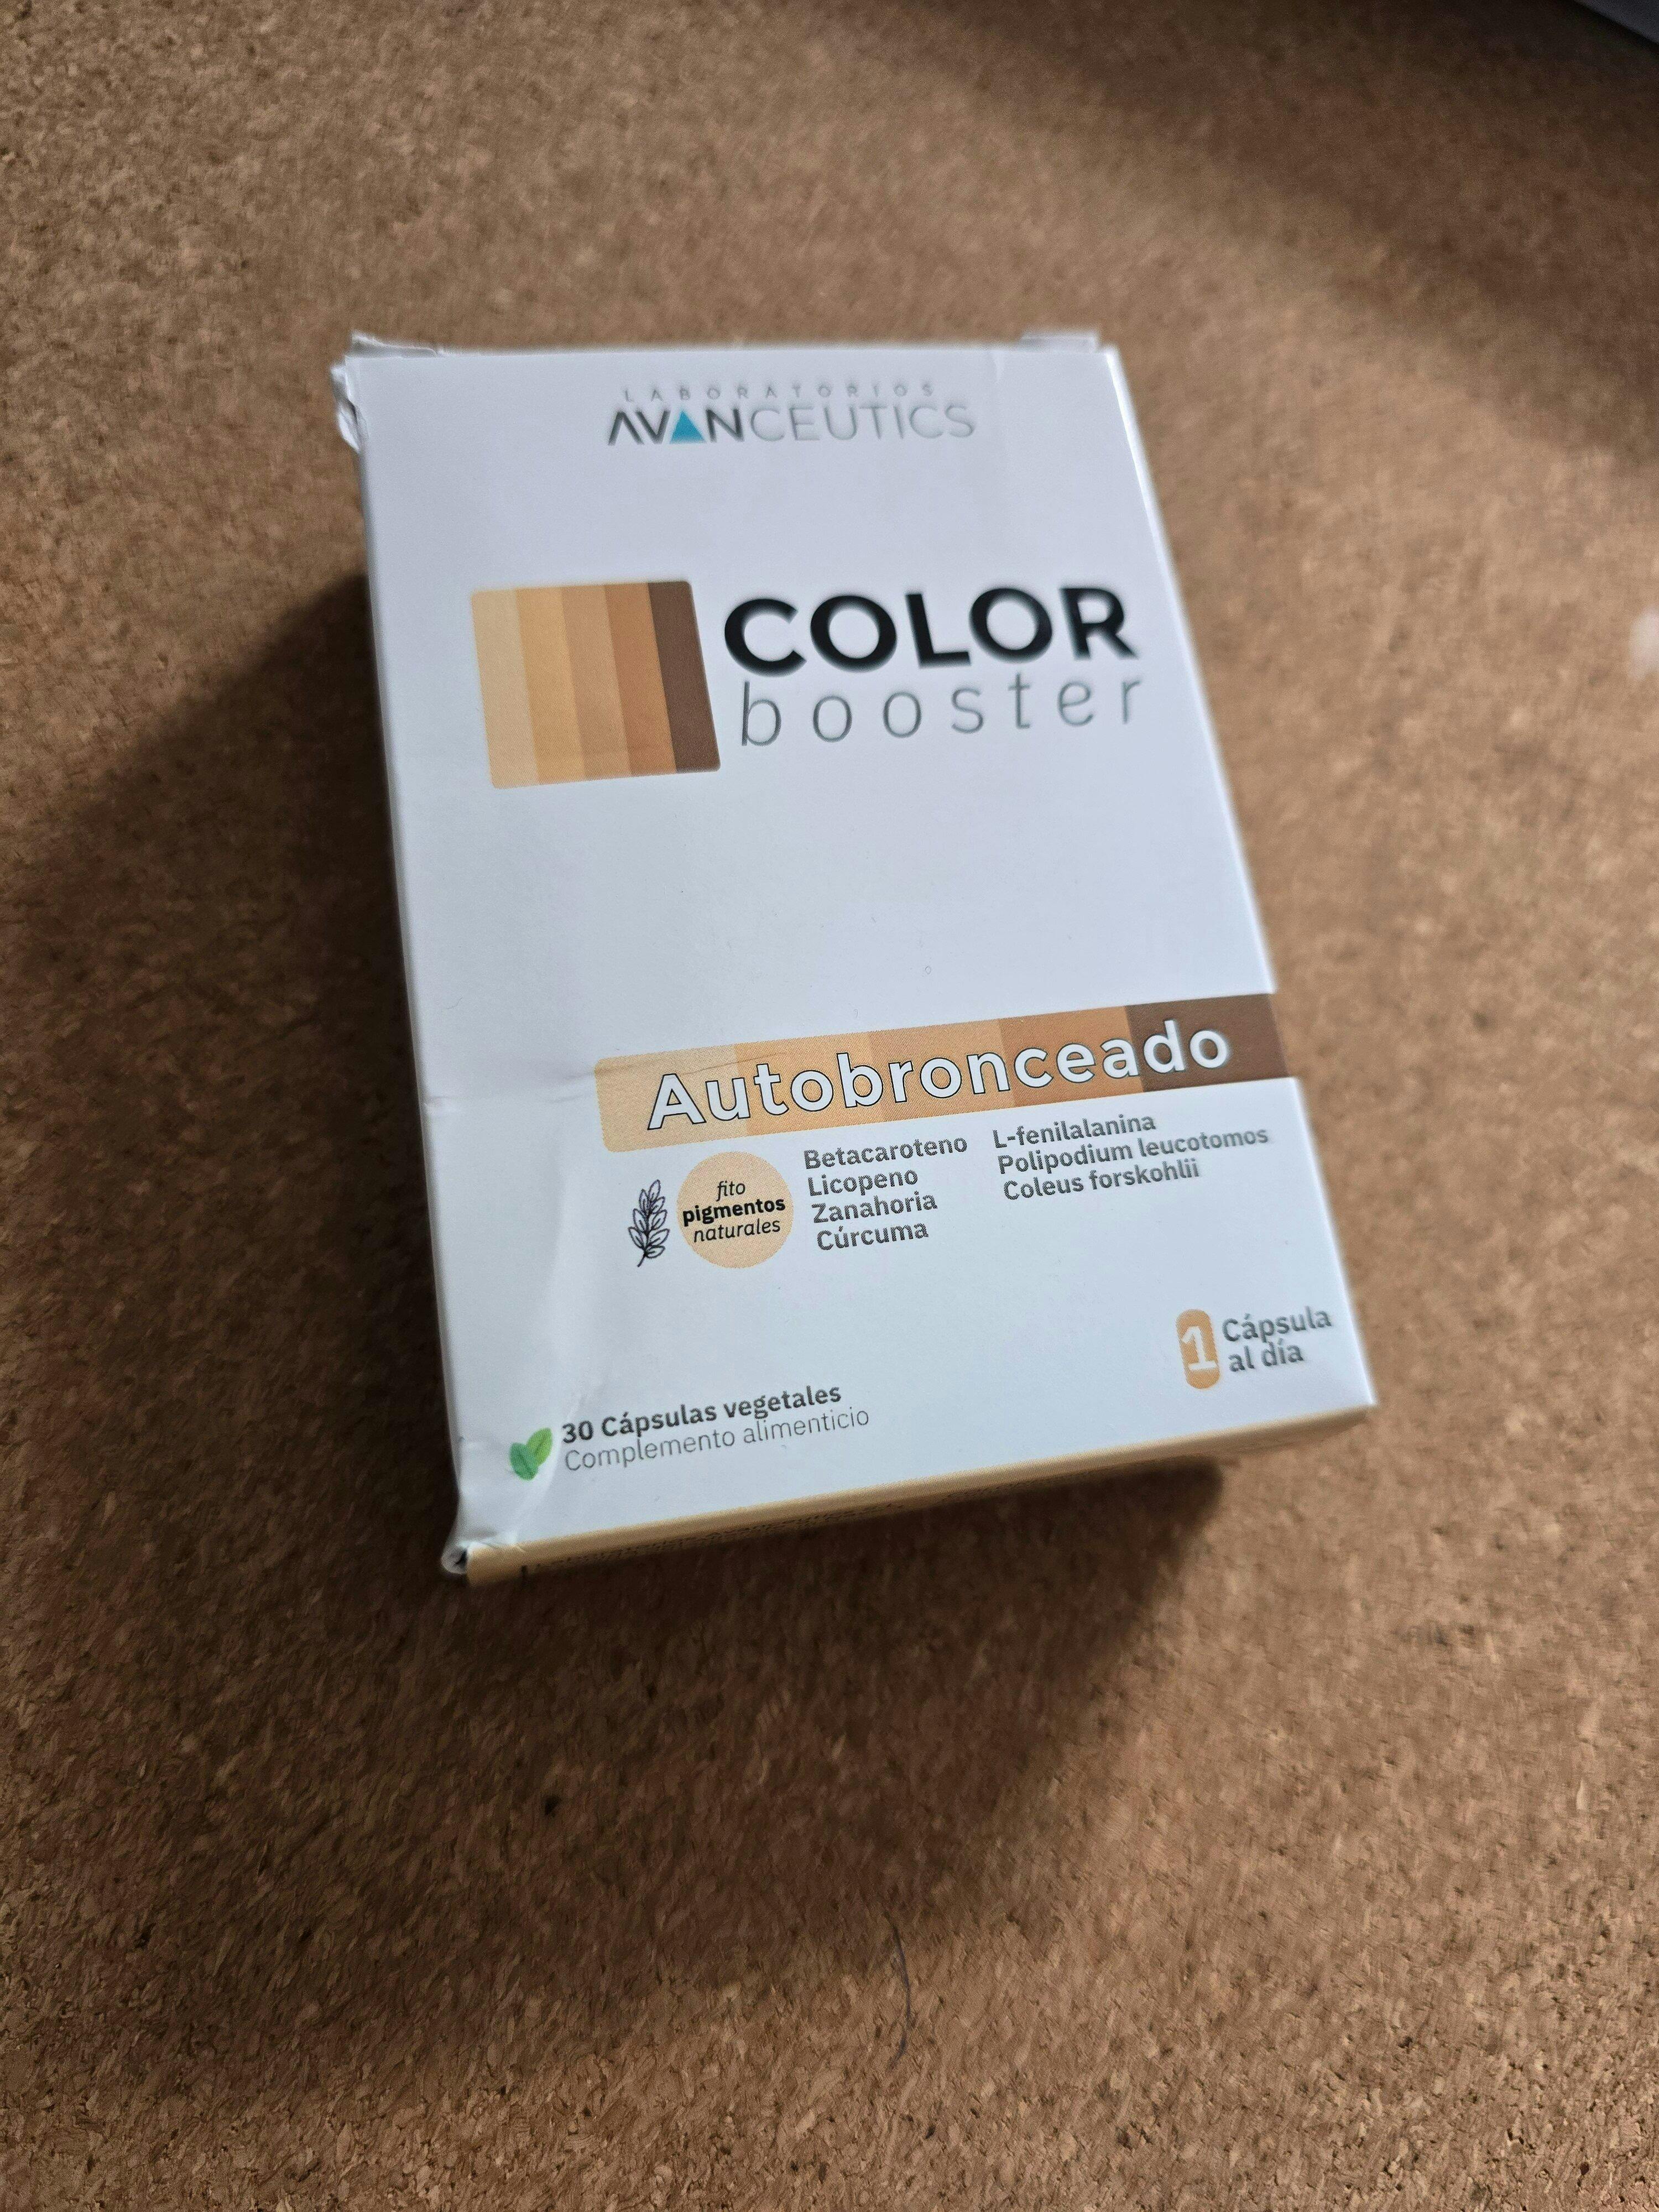 LABORATORIOS
AVANCEUTICS
COLOR
booster
Autobronceado
fito
pigmentos
naturales
Betacaroteno
Licopeno
Zanahoria
Cúrcuma
L-fenilalanina
Polipodium leucotomos
Coleus forskohlii
1 Cápsula
al día
30 Cápsulas vegetales
Complemento alimenticio